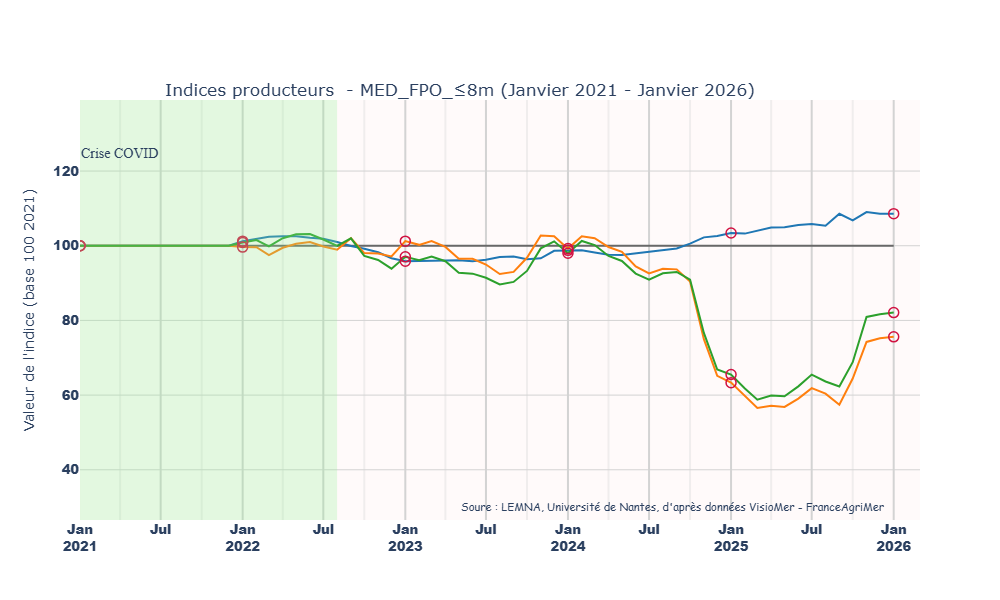 Indices producteurs - MED_FPO_≤8m (Janvier 2021 - Janvier 2026)
Crise COVID
Valeur de l'indice (base 100 2021)
120
100
80
60
40
Soure : LEMNA, Université de Nantes, d'après données VisioMer - FranceAgriMer
Jan Jul Jan Jul Jan Jul Jan Jul Jan Jul Jan
2021 2022 2023 2024 2025 2026